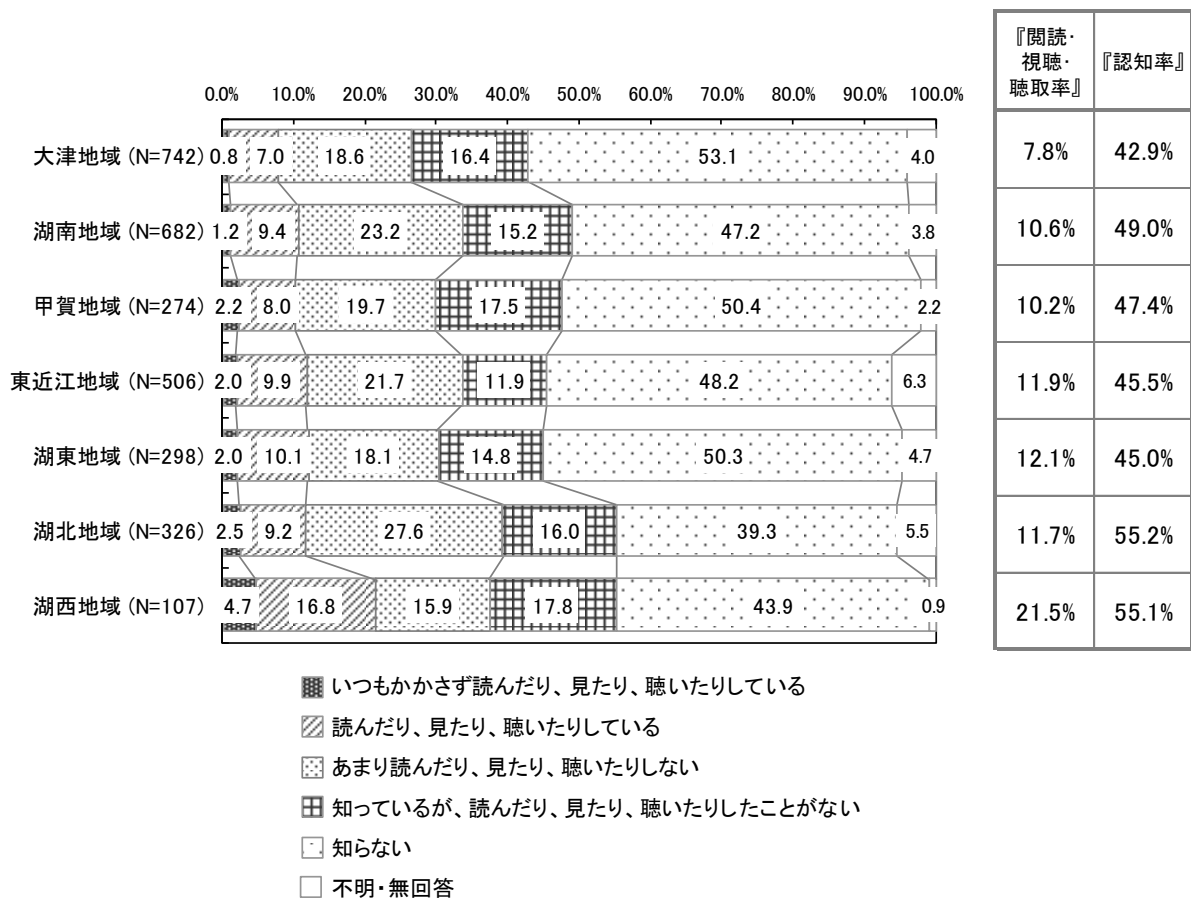 『閲読・
視聴・
聴取率』
『認知率』
0.0% 10.0% 20.0% 30.0% 40.0% 50.0% 60.0% 70.0% 80.0% 90.0% 100.0%
大津地域 (N=742) 0.8 7.0 18.6 16.4 53.1 4.0 7.8% 42.9%
湖南地域 (N=682) 1.2 9.4 23.2 15.2 47.2 3.8 10.6% 49.0%
甲賀地域 (N=274) 2.2 8.0 19.7 17.5 50.4 2.2 10.2% 47.4%
東近江地域 (N=506) 2.0 9.9 21.7 11.9 48.2 6.3 11.9% 45.5%
湖東地域 (N=298) 2.0 10.1 18.1 14.8 50.3 4.7 12.1% 45.0%
湖北地域 (N=326) 2.5 9.2 27.6 16.0 39.3 5.5 11.7% 55.2%
湖西地域 (N=107) 4.7 16.8 15.9 17.8 43.9 0.9 21.5% 55.1%
いつもかかさず読んだり、見たり、聴いたりしている
読んだり、見たり、聴いたりしている
あまり読んだり、見たり、聴いたりしない
知っているが、読んだり、見たり、聴いたりしたことがない
知らない
不明・無回答